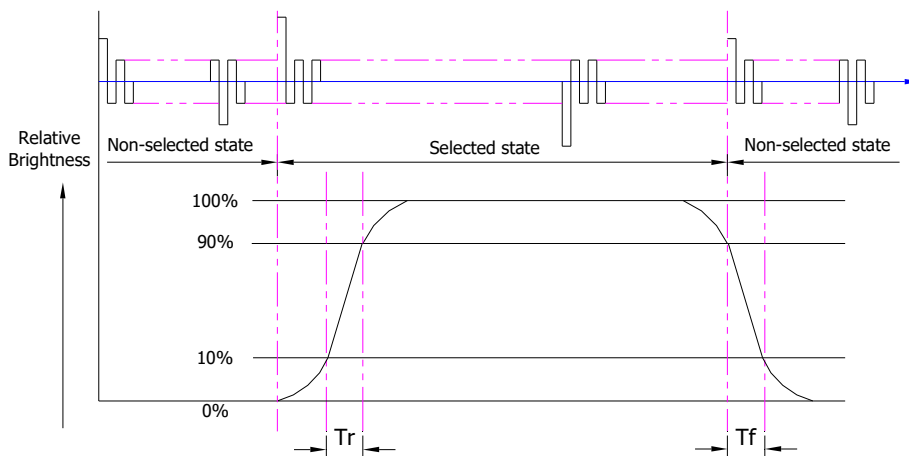 Relative
Brightness
Non-selected state
Selected state
Non-selected state
100%
90%
10%
0%
Tr
Tf